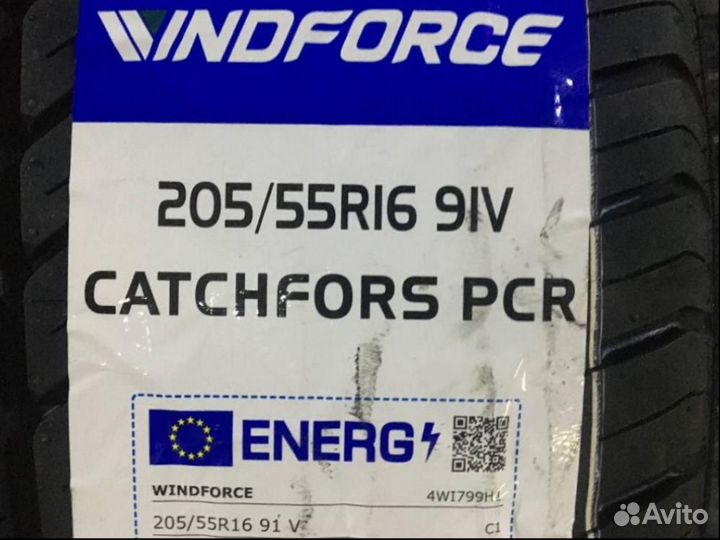 WINDFORCE
205/55R16 91V
CATCHFORS PCR
ENERG
WINDFORCE 4WI799H1
205/55R16 91 V C1
Avito